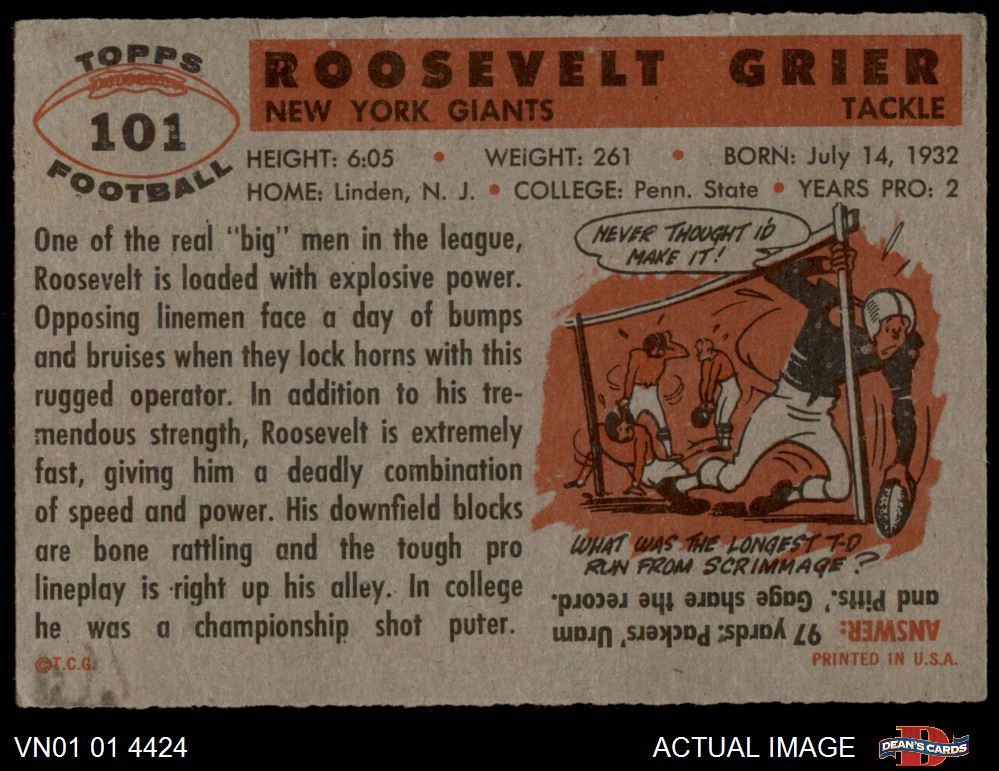 TOPPS
101
FOOTBALL
ROOSEVELT GRIER
NEW YORK GIANTS TACKLE
HEIGHT: 6:05 • WEIGHT: 261 • BORN: July 14, 1932
HOME: Linden, N. J. • COLLEGE: Penn. State • YEARS PRO: 2
One of the real "big" men in the league,
Roosevelt is loaded with explosive power.
Opposing linemen face a day of bumps
and bruises when they lock horns with this
rugged operator. In addition to his tre-
mendous strength, Roosevelt is extremely
fast, giving him a deadly combination
of speed and power. His downfield blocks
are bone rattling and the tough pro
lineplay is right up his alley. In college
he was a championship shot puter.
©T.C.G.
NEVER THOUGHT I'D
MAKE IT!
WHAT WAS THE LONGEST T-D
RUN FROM SCRIMMAGE?
ANSWER: 97 yards: Packers' Uram
and Pitts.' Gage share the record.
PRINTED IN U.S.A.
VN01 01 4424
ACTUAL IMAGE
D
DEAN'S CARDS